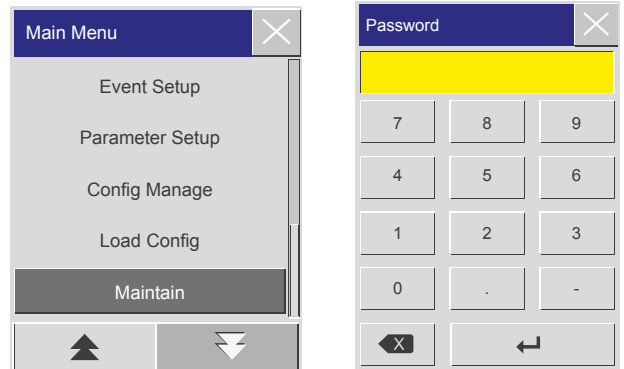 Main Menu
Event Setup
Parameter Setup
Config Manage
Load Config
Maintain
Password
7 8 9
4 5 6
1 2 3
0 . -
X